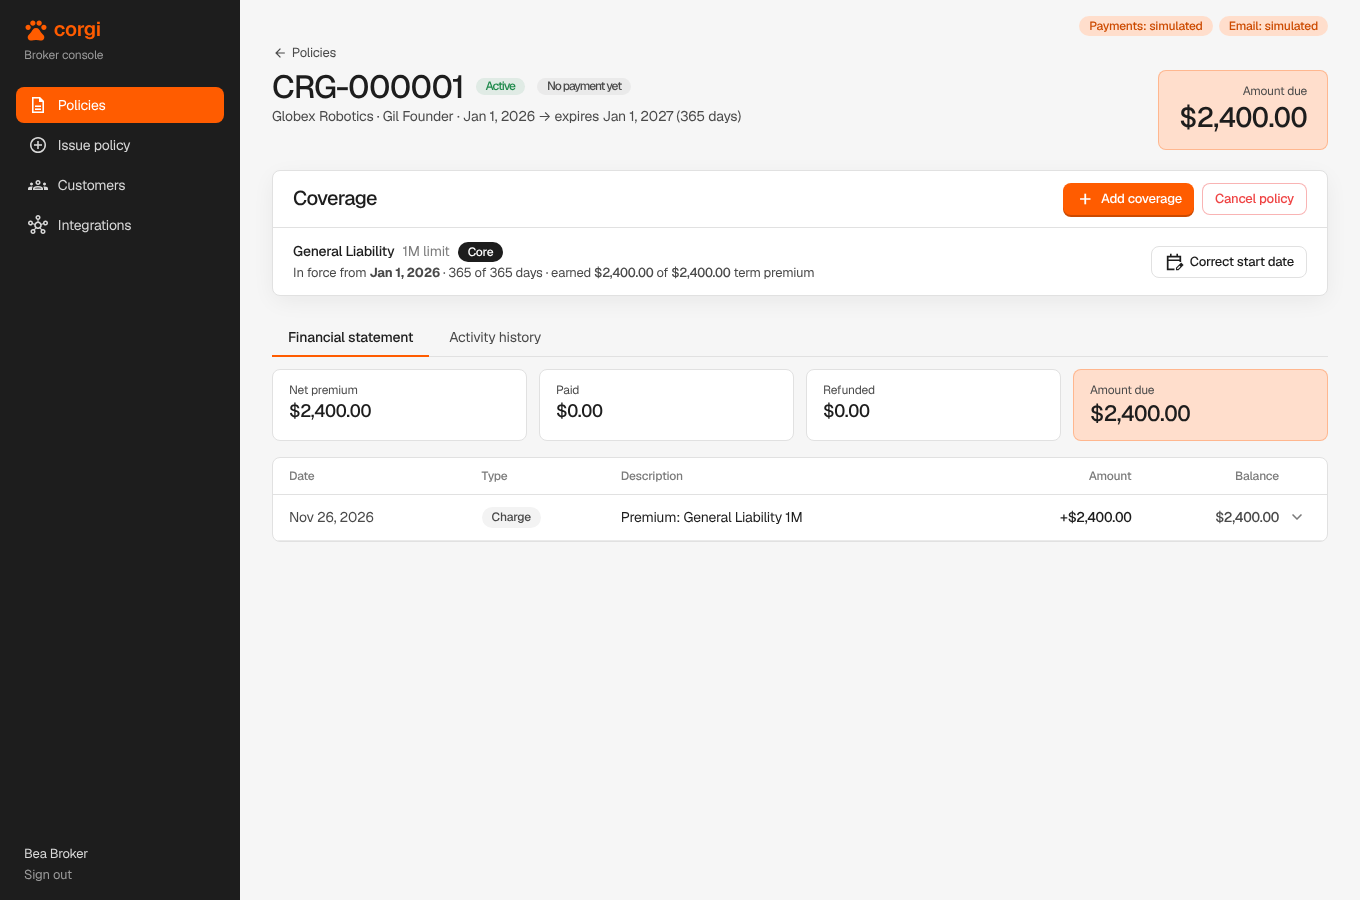 corgi
Broker console
Policies
Issue policy
Customers
Integrations
Bea Broker
Sign out
Payments: simulated
Email: simulated
Policies
CRG-000001
Active
No payment yet
Globex Robotics · Gil Founder · Jan 1, 2026 → expires Jan 1, 2027 (365 days)
Amount due
$2,400.00
Coverage
Add coverage
Cancel policy
General Liability 1M limit Core
In force from Jan 1, 2026 · 365 of 365 days · earned $2,400.00 of $2,400.00 term premium
Correct start date
Financial statement
Activity history
Net premium
$2,400.00
Paid
$0.00
Refunded
$0.00
Amount due
$2,400.00
Date Type Description Amount Balance
Nov 26, 2026 Charge Premium: General Liability 1M +$2,400.00 $2,400.00